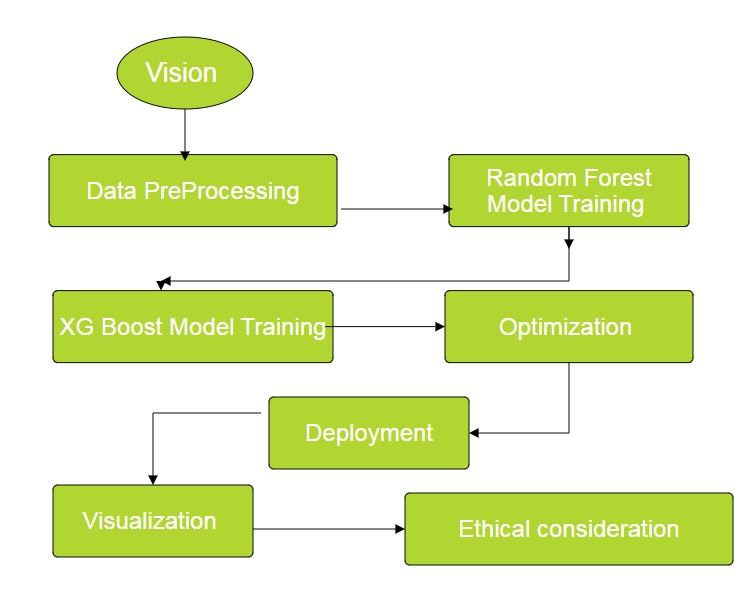 Vision
Data PreProcessing
Random Forest
Model Training
XG Boost Model Training
Optimization
Deployment
Visualization
Ethical consideration